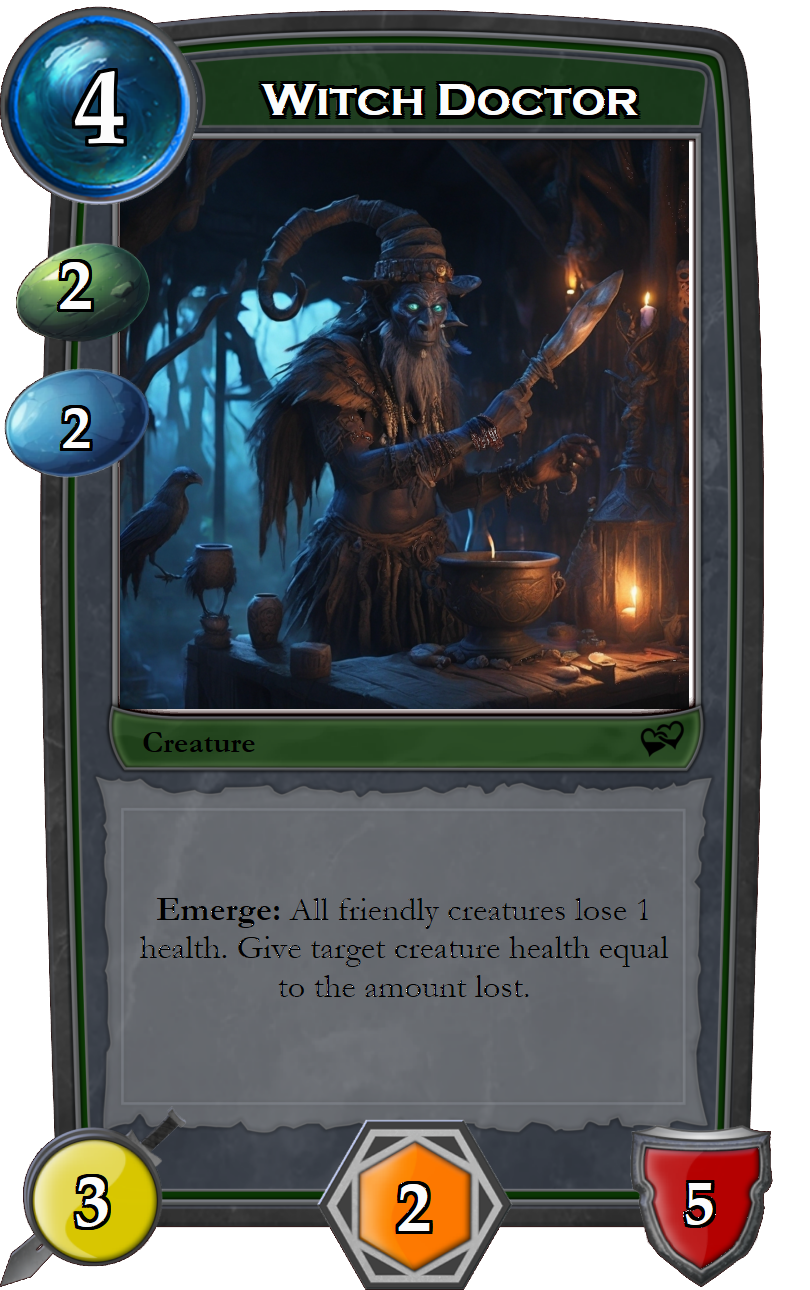 4
Witch Doctor
2
2
Creature
Emerge: All friendly creatures lose 1
health. Give target creature health equal
to the amount lost.
3
2
5